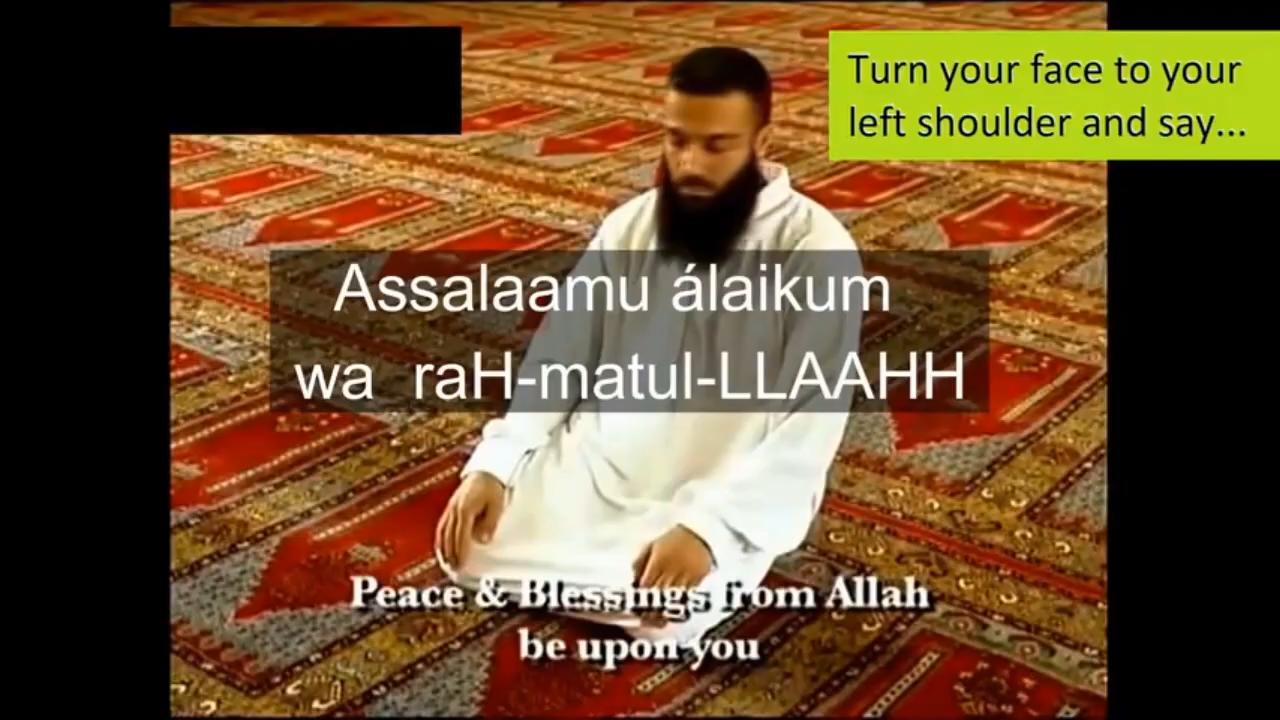 Turn your face to your
left shoulder and say...
Assalaamu álaikum
wa raH-matul-LLAAHH
Peace & Blessings from Allah
be upon you